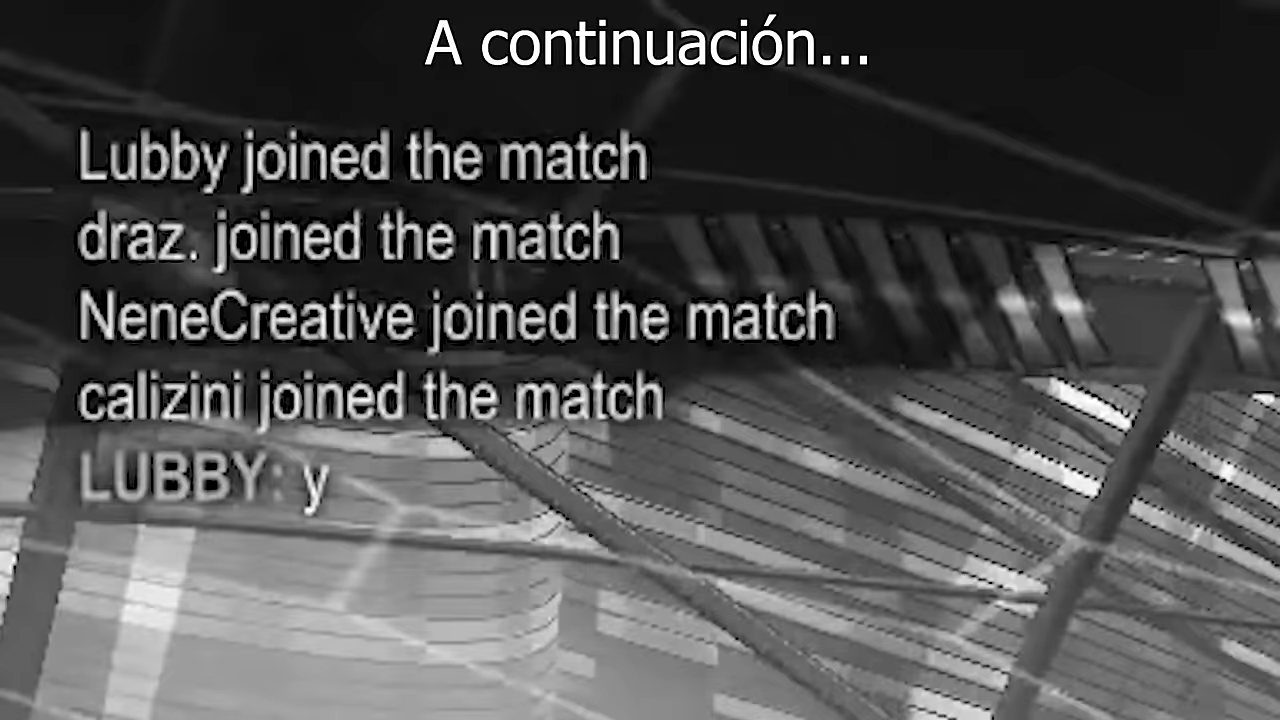 A continuación...
Lubby joined the match
draz. joined the match
NeneCreative joined the match
calizini joined the match
LUBBY: y